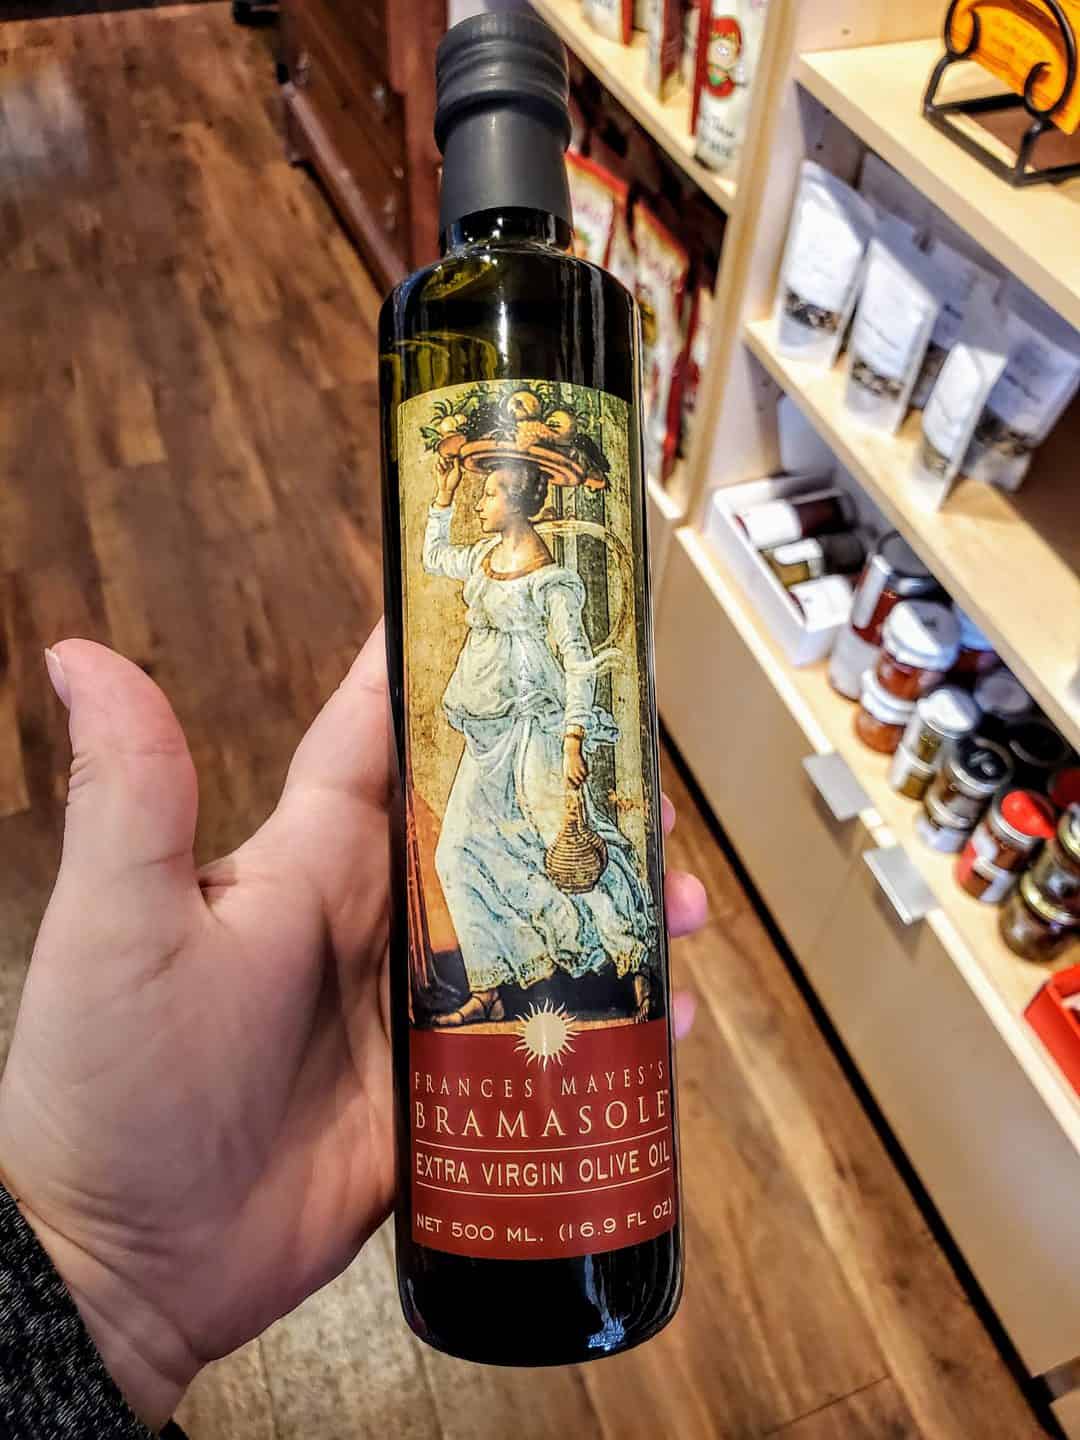 FRANCES MAYES'S
BRAMASOLE™
EXTRA VIRGIN OLIVE OIL
NET 500 ML. (16.9 FL OZ)